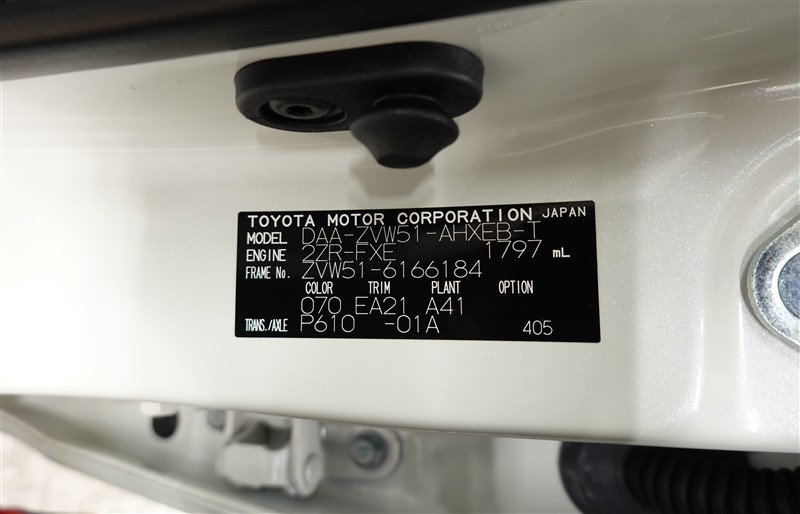 TOYOTA MOTOR CORPORATION JAPAN
MODEL DAA-ZVW51-AHXEB-T
ENGINE 2ZR-FXE 1797 mL
FRAME No. ZVW51-6166184
COLOR TRIM PLANT OPTION
070 EA21 A41
TRANS./AXLE P610 -01A 405